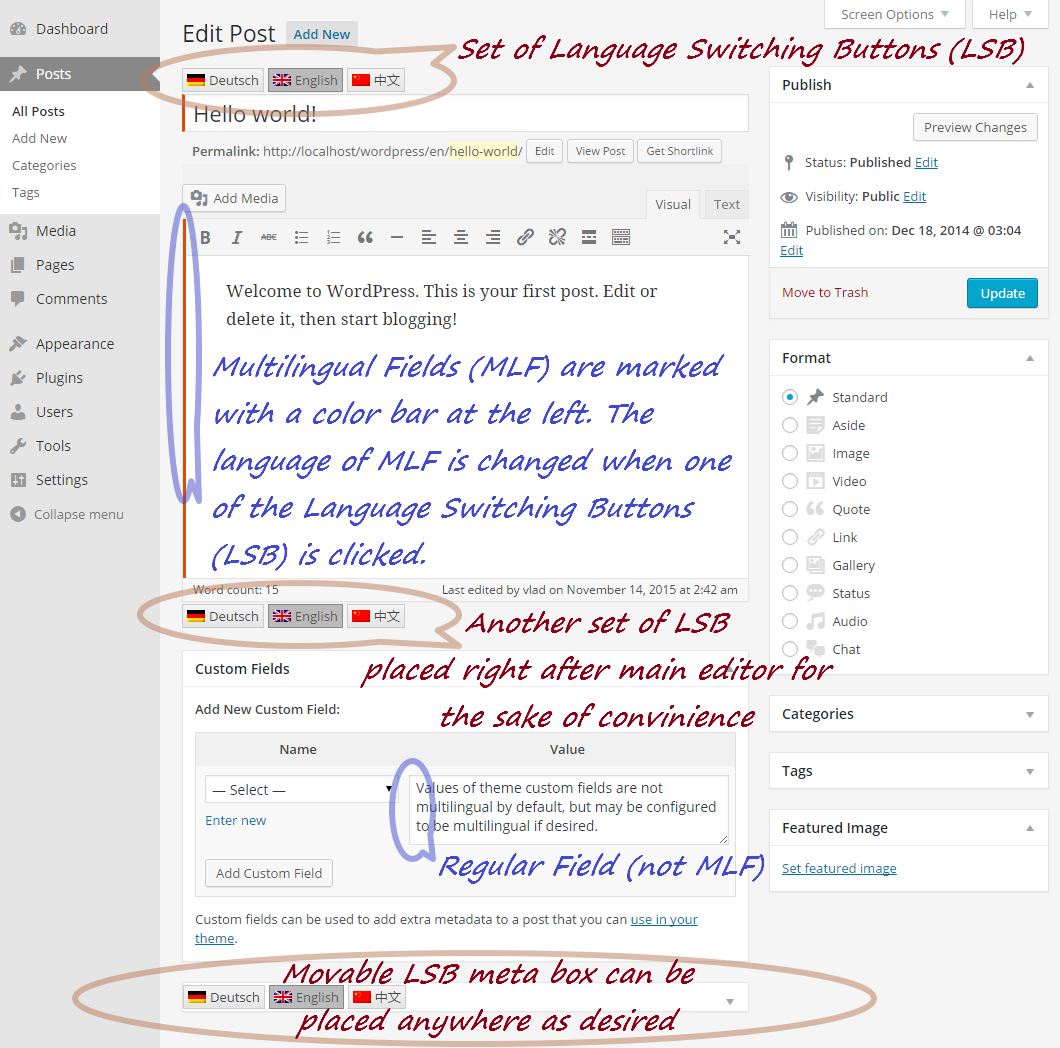 Screen Options Help
Dashboard
Posts
All Posts
Add New
Categories
Tags
Media
Pages
Comments
Appearance
Plugins
Users
Tools
Settings
Collapse menu
Edit Post Add New
Set of Language Switching Buttons (LSB)
Deutsch English 中文
Hello world!
Permalink: http://localhost/wordpress/en/hello-world/ Edit View Post Get Shortlink
Add Media
Visual Text
B I ABC
Welcome to WordPress. This is your first post. Edit or
delete it, then start blogging!
Multilingual Fields (MLF) are marked
with a color bar at the left. The
language of MLF is changed when one
of the Language Switching Buttons
(LSB) is clicked.
Word count: 15 Last edited by vlad on November 14, 2015 at 2:42 am
Deutsch English 中文
Another set of LSB
placed right after main editor for
the sake of convinience
Custom Fields
Add New Custom Field:
Name Value
— Select —
Enter new
Add Custom Field
Values of theme custom fields are not
multilingual by default, but may be configured
to be multilingual if desired.
Regular Field (not MLF)
Custom fields can be used to add extra metadata to a post that you can use in your
theme.
Movable LSB meta box can be
Deutsch English 中文
placed anywhere as desired
Publish
Preview Changes
Status: Published Edit
Visibility: Public Edit
Published on: Dec 18, 2014 @ 03:04
Edit
Move to Trash Update
Format
Standard
Aside
Image
Video
Quote
Link
Gallery
Status
Audio
Chat
Categories
Tags
Featured Image
Set featured image